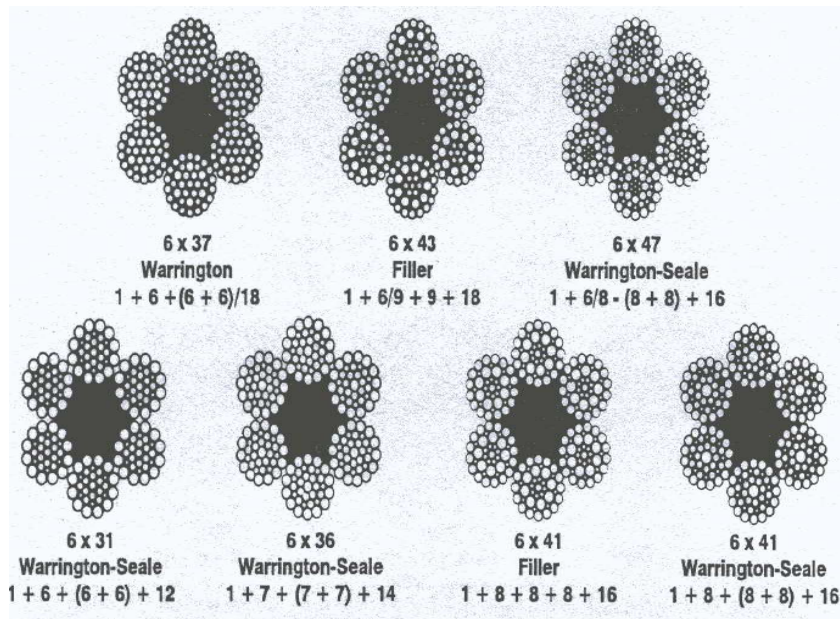 6 x 37
Warrington
1 + 6 +(6 + 6)/18
6 x 43
Filler
1 + 6/9 + 9 + 18
6 x 47
Warrington-Seale
1 + 6/8 - (8 + 8) + 16
6 x 31
Warrington-Seale
1 + 6 + (6 + 6) + 12
6 x 36
Warrington-Seale
1 + 7 + (7 + 7) + 14
6 x 41
Filler
1 + 8 + 8 + 8 + 16
6 x 41
Warrington-Seale
1 + 8 + (8 + 8) + 16